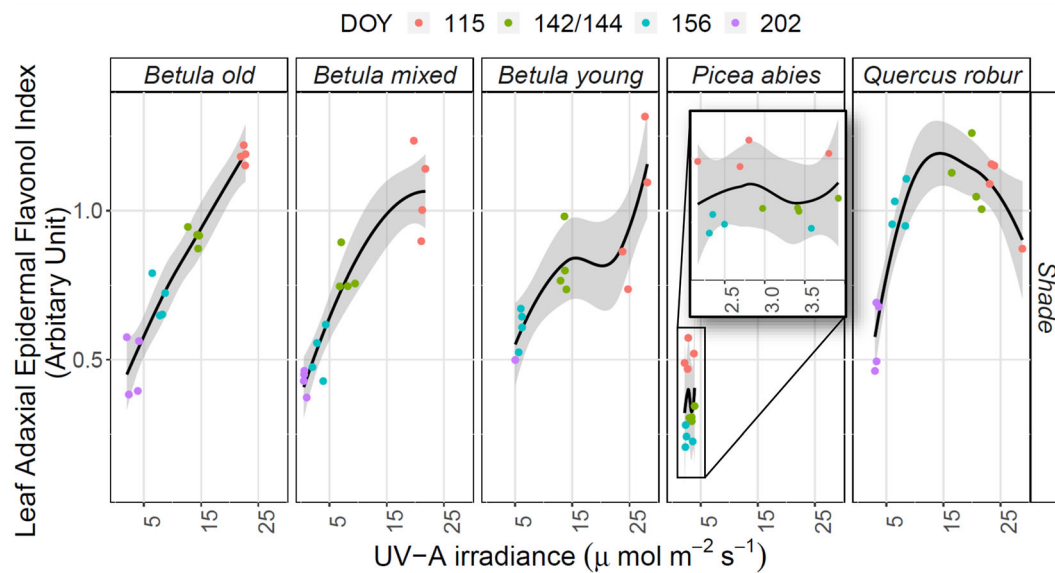 DOY 115 142/144 156 202
Betula old Betula mixed Betula young Picea abies Quercus robur
Leaf Adaxial Epidermal Flavonol Index
(Arbitary Unit)
1.0
0.5
2.5 3.0 3.5
Shade
5 15 25 5 15 25 5 15 25 5 15 25 5 15 25
UV−A irradiance (μ mol m⁻² s⁻¹)